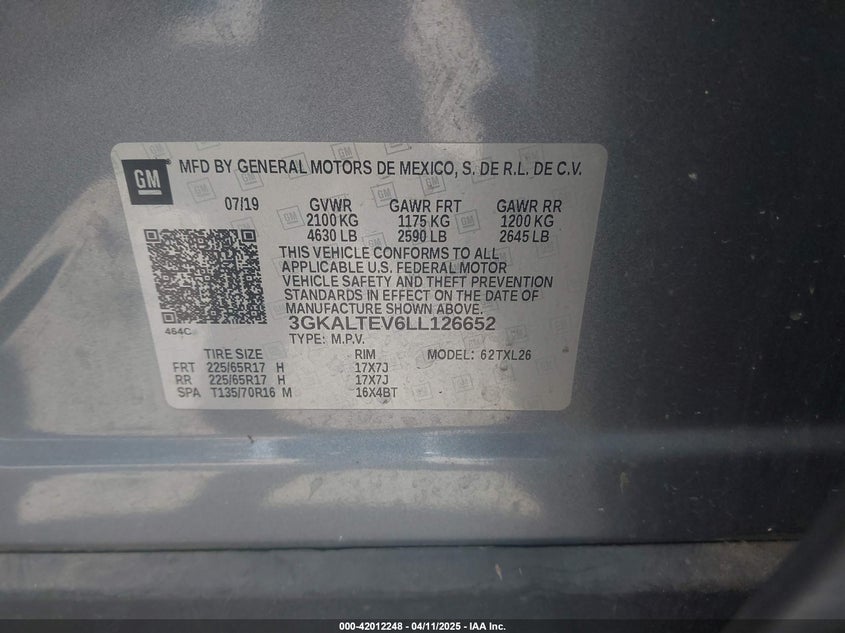 GM
MFD BY GENERAL MOTORS DE MEXICO, S. DE R.L. DE C.V.
07/19 GVWR GAWR FRT GAWR RR
2100 KG 1175 KG 1200 KG
4630 LB 2590 LB 2645 LB
THIS VEHICLE CONFORMS TO ALL
APPLICABLE U.S. FEDERAL MOTOR
VEHICLE SAFETY AND THEFT PREVENTION
STANDARDS IN EFFECT ON THE DATE OF
MANUFACTURE SHOWN ABOVE.
464C 3GKALTEV6LL126652
TYPE: M.P.V.
TIRE SIZE RIM MODEL: 62TXL26
FRT 225/65R17 H 17X7J
RR 225/65R17 H 17X7J
SPA T135/70R16 M 16X4BT
000-42012248 - 04/11/2025 - IAA Inc.